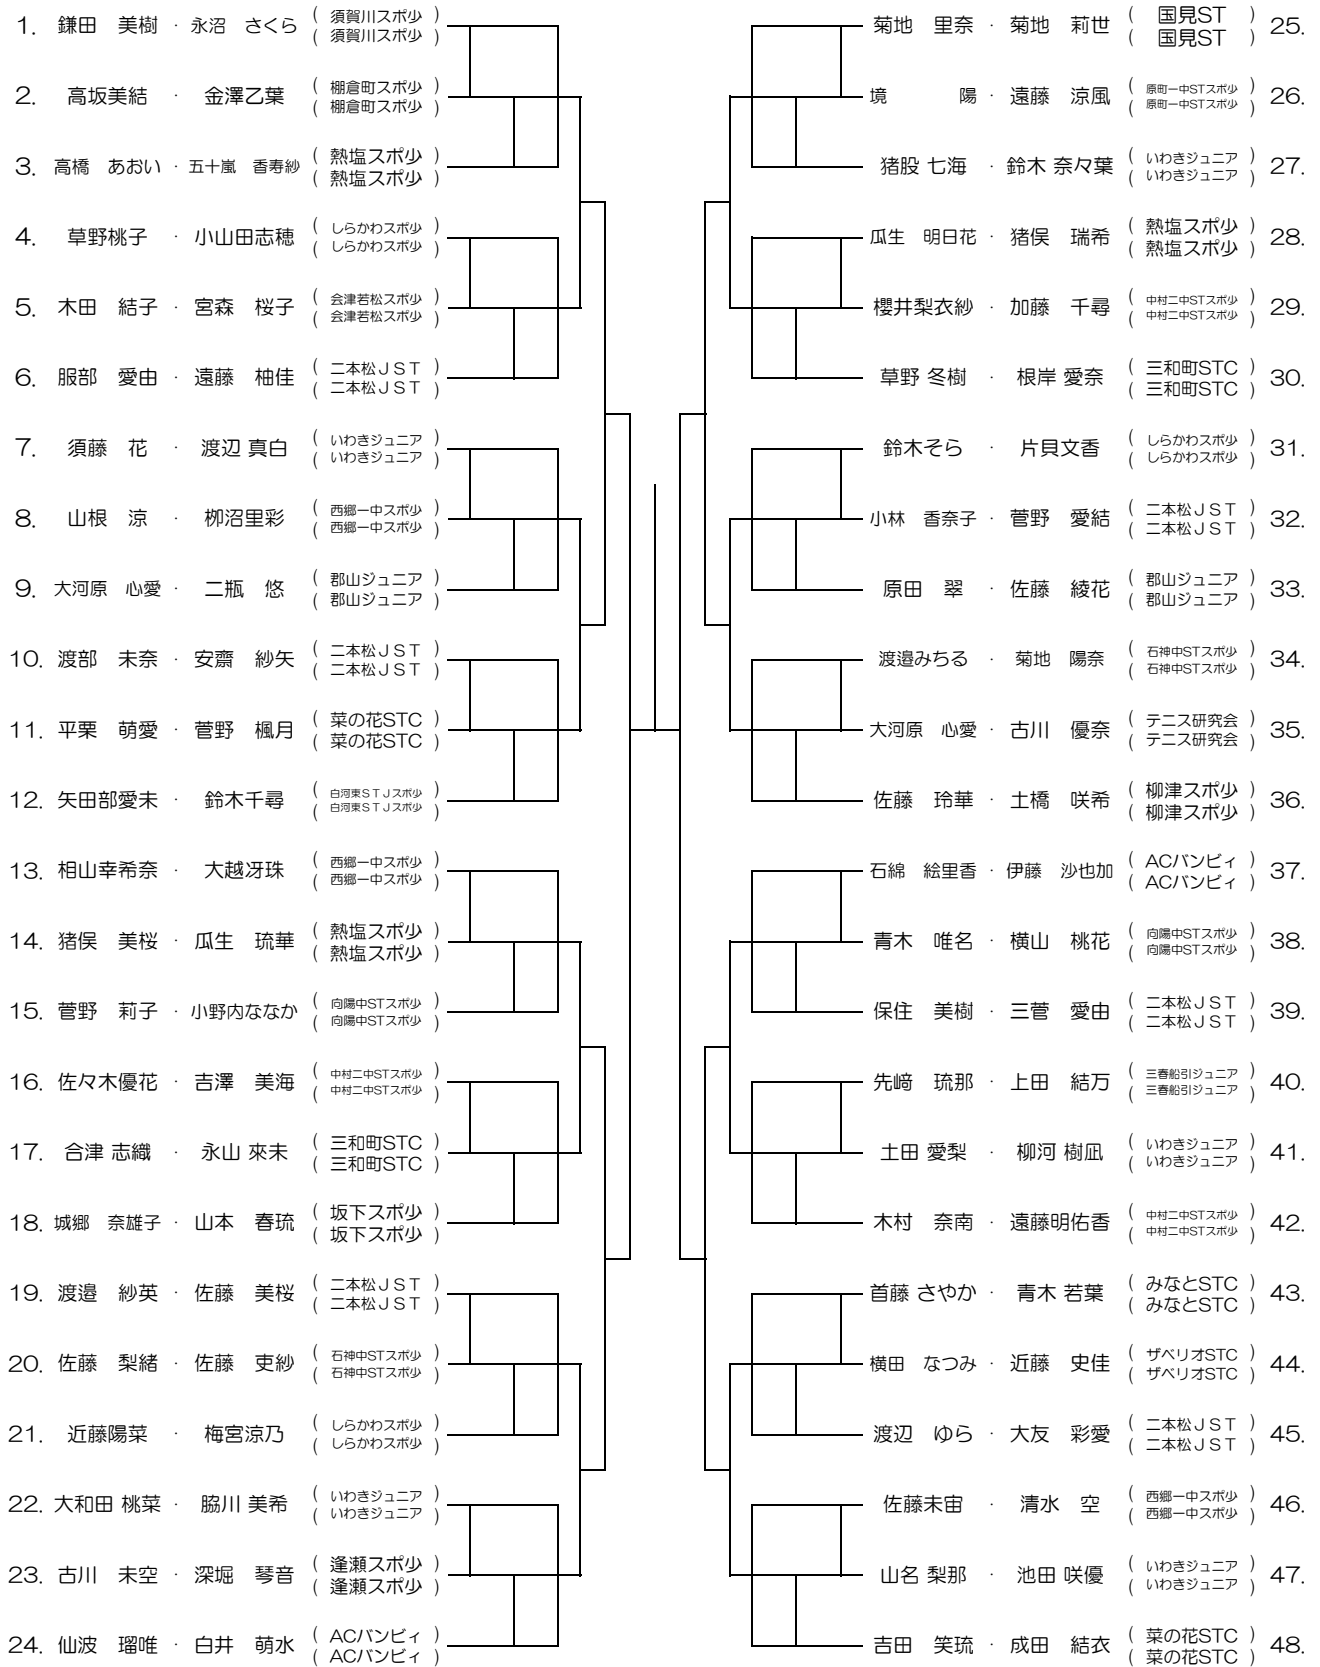 1. 鎌田　美樹 ・ 永沼　さくら ( 須賀川スポ少 ) ( 須賀川スポ少 )
2. 高坂美結 ・ 金澤乙葉 ( 棚倉町スポ少 ) ( 棚倉町スポ少 )
3. 高橋　あおい ・ 五十嵐　香寿紗 ( 熱塩スポ少 ) ( 熱塩スポ少 )
4. 草野桃子 ・ 小山田志穂 ( しらかわスポ少 ) ( しらかわスポ少 )
5. 木田　結子 ・ 宮森　桜子 ( 会津若松スポ少 ) ( 会津若松スポ少 )
6. 服部　愛由 ・ 遠藤　柚佳 ( 二本松ＪＳＴ ) ( 二本松ＪＳＴ )
7. 須藤　花 ・ 渡辺 真白 ( いわきジュニア ) ( いわきジュニア )
8. 山根　涼 ・ 栁沼里彩 ( 西郷一中スポ少 ) ( 西郷一中スポ少 )
9. 大河原　心愛 ・ 二瓶　悠 ( 郡山ジュニア ) ( 郡山ジュニア )
10. 渡部　未奈 ・ 安齋　紗矢 ( 二本松ＪＳＴ ) ( 二本松ＪＳＴ )
11. 平栗　萌愛 ・ 菅野　楓月 ( 菜の花STC ) ( 菜の花STC )
12. 矢田部愛未 ・ 鈴木千尋 ( 白河東ＳＴＪスポ少 ) ( 白河東ＳＴＪスポ少 )
13. 相山幸希奈 ・ 大越冴珠 ( 西郷一中スポ少 ) ( 西郷一中スポ少 )
14. 猪俣　美桜 ・ 瓜生　琉華 ( 熱塩スポ少 ) ( 熱塩スポ少 )
15. 菅野　莉子 ・ 小野内ななか ( 向陽中STスポ少 ) ( 向陽中STスポ少 )
16. 佐々木優花 ・ 吉澤　美海 ( 中村二中STスポ少 ) ( 中村二中STスポ少 )
17. 合津 志織 ・ 永山 來未 ( 三和町STC ) ( 三和町STC )
18. 城郷　奈雄子 ・ 山本　春琉 ( 坂下スポ少 ) ( 坂下スポ少 )
19. 渡邉　紗英 ・ 佐藤　美桜 ( 二本松ＪＳＴ ) ( 二本松ＪＳＴ )
20. 佐藤　梨緒 ・ 佐藤　吏紗 ( 石神中STスポ少 ) ( 石神中STスポ少 )
21. 近藤陽菜 ・ 梅宮涼乃 ( しらかわスポ少 ) ( しらかわスポ少 )
22. 大和田 桃菜 ・ 脇川 美希 ( いわきジュニア ) ( いわきジュニア )
23. 古川　未空 ・ 深堀　琴音 ( 逢瀬スポ少 ) ( 逢瀬スポ少 )
24. 仙波　瑠唯 ・ 白井　萌水 ( ACバンビィ ) ( ACバンビィ )
菊地　里奈 ・ 菊地　莉世 ( 国見ST ) ( 国見ST ) 25.
境　　　陽 ・ 遠藤　涼風 ( 原町一中STスポ少 ) ( 原町一中STスポ少 ) 26.
猪股 七海 ・ 鈴木 奈々葉 ( いわきジュニア ) ( いわきジュニア ) 27.
瓜生　明日花 ・ 猪俣　瑞希 ( 熱塩スポ少 ) ( 熱塩スポ少 ) 28.
櫻井梨衣紗 ・ 加藤　千尋 ( 中村二中STスポ少 ) ( 中村二中STスポ少 ) 29.
草野 冬樹 ・ 根岸 愛奈 ( 三和町STC ) ( 三和町STC ) 30.
鈴木そら ・ 片貝文香 ( しらかわスポ少 ) ( しらかわスポ少 ) 31.
小林　香奈子 ・ 菅野　愛結 ( 二本松ＪＳＴ ) ( 二本松ＪＳＴ ) 32.
原田　翠 ・ 佐藤　綾花 ( 郡山ジュニア ) ( 郡山ジュニア ) 33.
渡邉みちる ・ 菊地　陽奈 ( 石神中STスポ少 ) ( 石神中STスポ少 ) 34.
大河原　心愛 ・ 古川　優奈 ( テニス研究会 ) ( テニス研究会 ) 35.
佐藤　玲華 ・ 土橋　咲希 ( 柳津スポ少 ) ( 柳津スポ少 ) 36.
石綿　絵里香 ・ 伊藤　沙也加 ( ACバンビィ ) ( ACバンビィ ) 37.
青木　唯名 ・ 横山　桃花 ( 向陽中STスポ少 ) ( 向陽中STスポ少 ) 38.
保住　美樹 ・ 三菅　愛由 ( 二本松ＪＳＴ ) ( 二本松ＪＳＴ ) 39.
先﨑　琉那 ・ 上田　結万 ( 三春船引ジュニア ) ( 三春船引ジュニア ) 40.
土田 愛梨 ・ 柳河 樹凪 ( いわきジュニア ) ( いわきジュニア ) 41.
木村　奈南 ・ 遠藤明佑香 ( 中村二中STスポ少 ) ( 中村二中STスポ少 ) 42.
首藤 さやか ・ 青木 若葉 ( みなとSTC ) ( みなとSTC ) 43.
横田　なつみ ・ 近藤　史佳 ( ザベリオSTC ) ( ザベリオSTC ) 44.
渡辺　ゆら ・ 大友　彩愛 ( 二本松ＪＳＴ ) ( 二本松ＪＳＴ ) 45.
佐藤未宙 ・ 清水　空 ( 西郷一中スポ少 ) ( 西郷一中スポ少 ) 46.
山名 梨那 ・ 池田 咲優 ( いわきジュニア ) ( いわきジュニア ) 47.
吉田　笑琉 ・ 成田　結衣 ( 菜の花STC ) ( 菜の花STC ) 48.